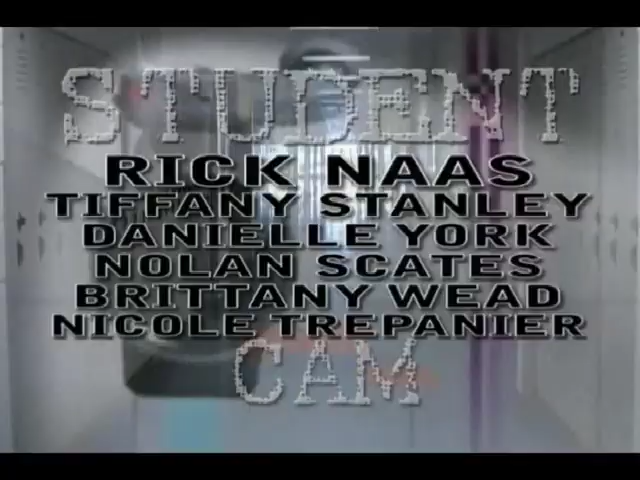 STUDENT
RICK NAAS
TIFFANY STANLEY
DANIELLE YORK
NOLAN SCATES
BRITTANY WEAD
NICOLE TREPANIER
CAM